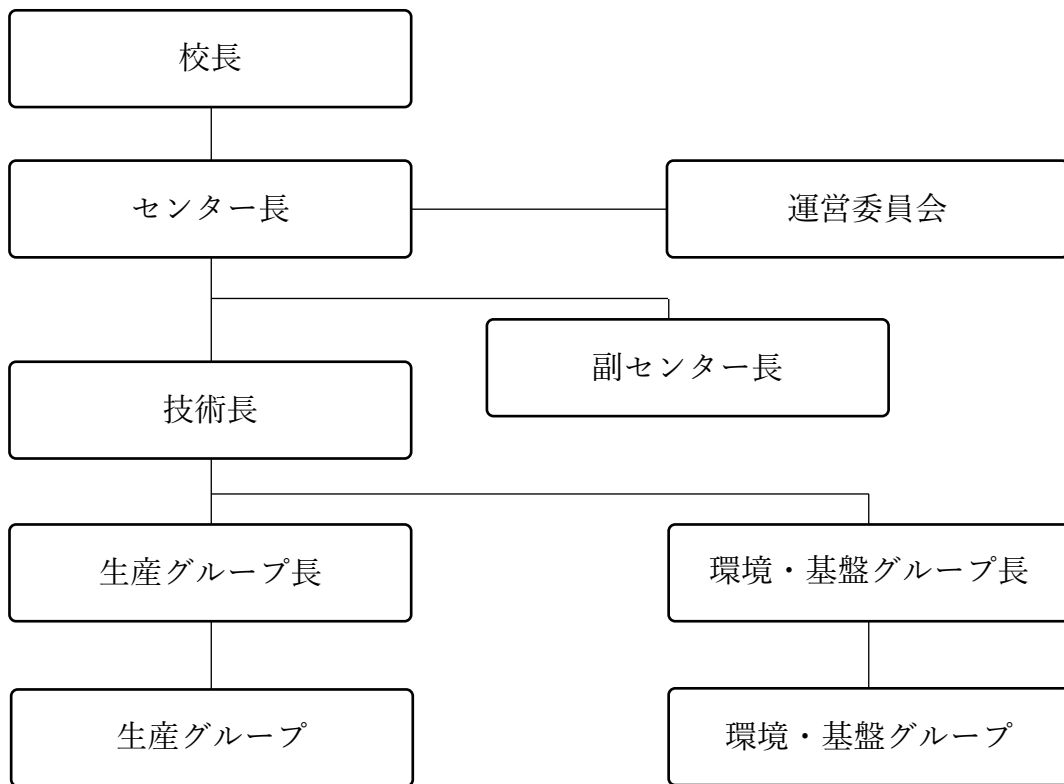 校長
センター長
運営委員会
副センター長
技術長
生産グループ長
環境・基盤グループ長
生産グループ
環境・基盤グループ